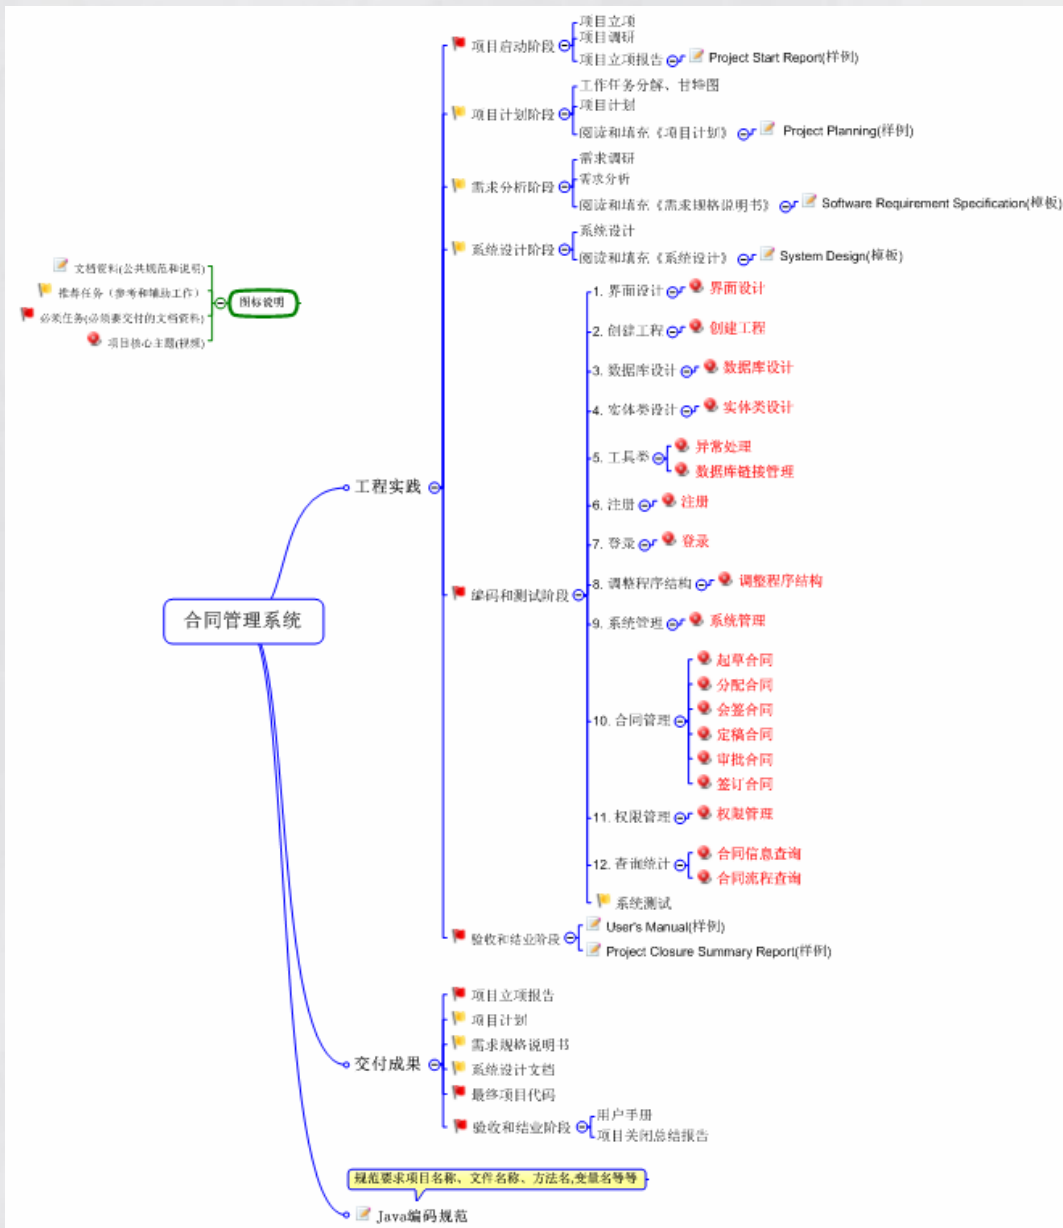 项目启动阶段
项目立项
项目调研
项目立项报告
Project Start Report(样例)
项目计划阶段
工作任务分解、甘特图
项目计划
阅读和填充《项目计划》
Project Planning(样例)
需求分析阶段
需求调研
需求分析
阅读和填充《需求规格说明书》
Software Requirement Specification(模板)
系统设计阶段
系统设计
阅读和填充《系统设计》
System Design(模板)
文档资料(公共规范和说明)
推荐任务（参考和辅助工作）
必须任务(必须要交付的文档资料)
项目核心主题(视频)
图标说明
工程实践
编码和测试阶段
1. 界面设计
界面设计
2. 创建工程
创建工程
3. 数据库设计
数据库设计
4. 实体类设计
实体类设计
5. 工具类
异常处理
数据库链接管理
6. 注册
注册
7. 登录
登录
8. 调整程序结构
调整程序结构
9. 系统管理
系统管理
10. 合同管理
起草合同
分配合同
会签合同
定稿合同
审批合同
签订合同
11. 权限管理
权限管理
12. 查询统计
合同信息查询
合同流程查询
系统测试
验收和结业阶段
User's Manual(样例)
Project Closure Summary Report(样例)
合同管理系统
交付成果
项目立项报告
项目计划
需求规格说明书
系统设计文档
最终项目代码
验收和结业阶段
用户手册
项目关闭总结报告
规范要求项目名称、文件名称、方法名,变量名等等
Java编码规范